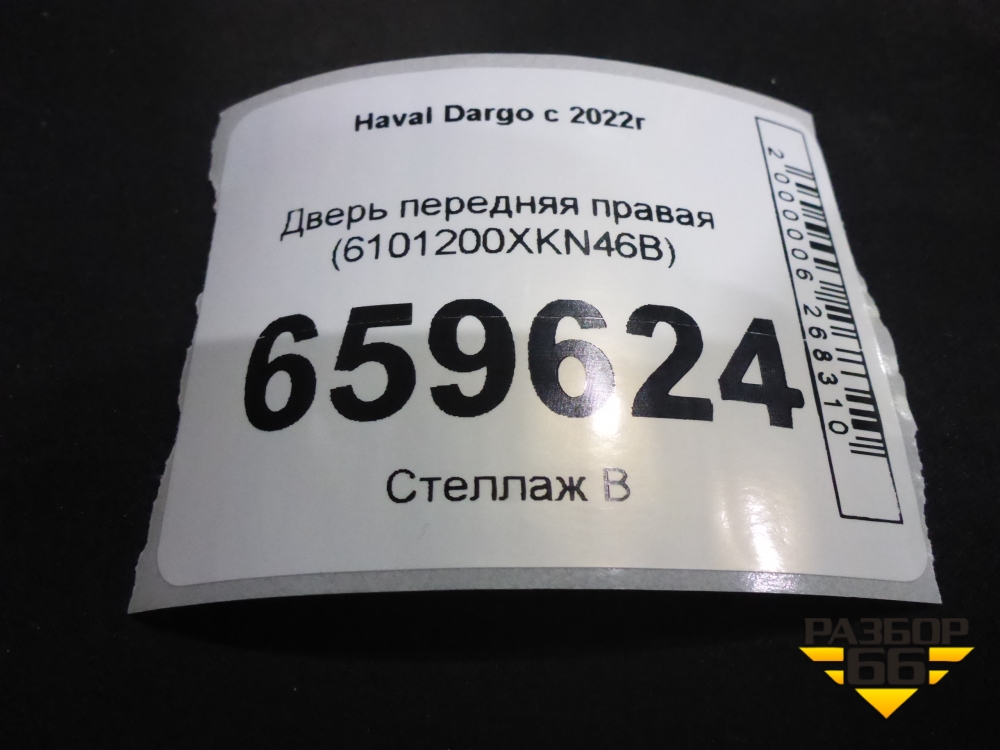 Haval Dargo с 2022г
Дверь передняя правая
(6101200XKN46B)
659624
Стеллаж В
2000006268310
РАЗБОР
66